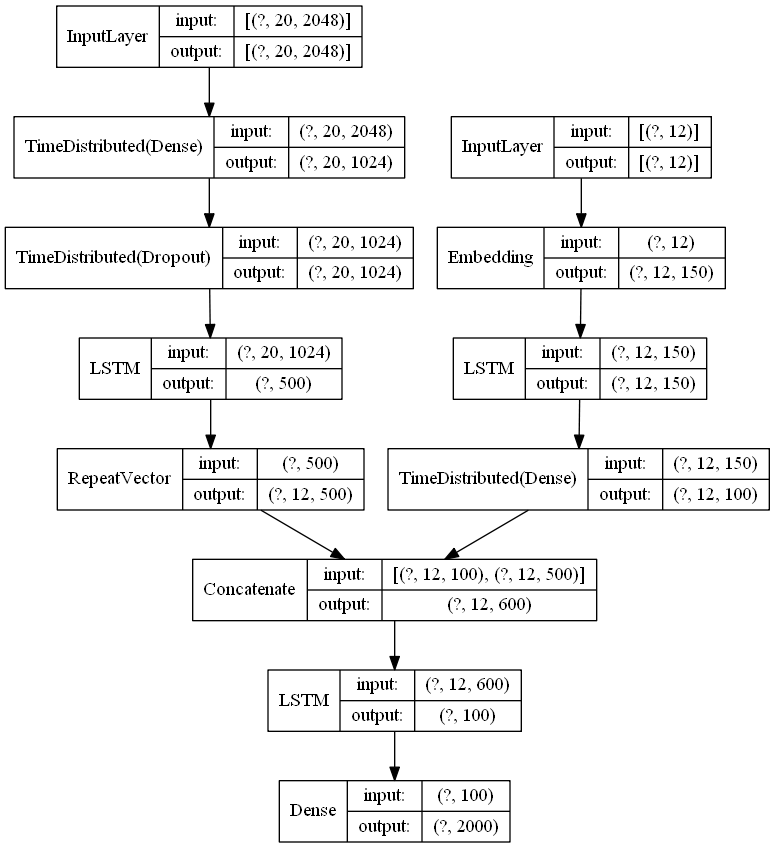 InputLayer
input: [(?, 20, 2048)]
output: [(?, 20, 2048)]
TimeDistributed(Dense)
input: (?, 20, 2048)
output: (?, 20, 1024)
InputLayer
input: [(?, 12)]
output: [(?, 12)]
TimeDistributed(Dropout)
input: (?, 20, 1024)
output: (?, 20, 1024)
Embedding
input: (?, 12)
output: (?, 12, 150)
LSTM
input: (?, 20, 1024)
output: (?, 500)
LSTM
input: (?, 12, 150)
output: (?, 12, 150)
RepeatVector
input: (?, 500)
output: (?, 12, 500)
TimeDistributed(Dense)
input: (?, 12, 150)
output: (?, 12, 100)
Concatenate
input: [(?, 12, 100), (?, 12, 500)]
output: (?, 12, 600)
LSTM
input: (?, 12, 600)
output: (?, 100)
Dense
input: (?, 100)
output: (?, 2000)